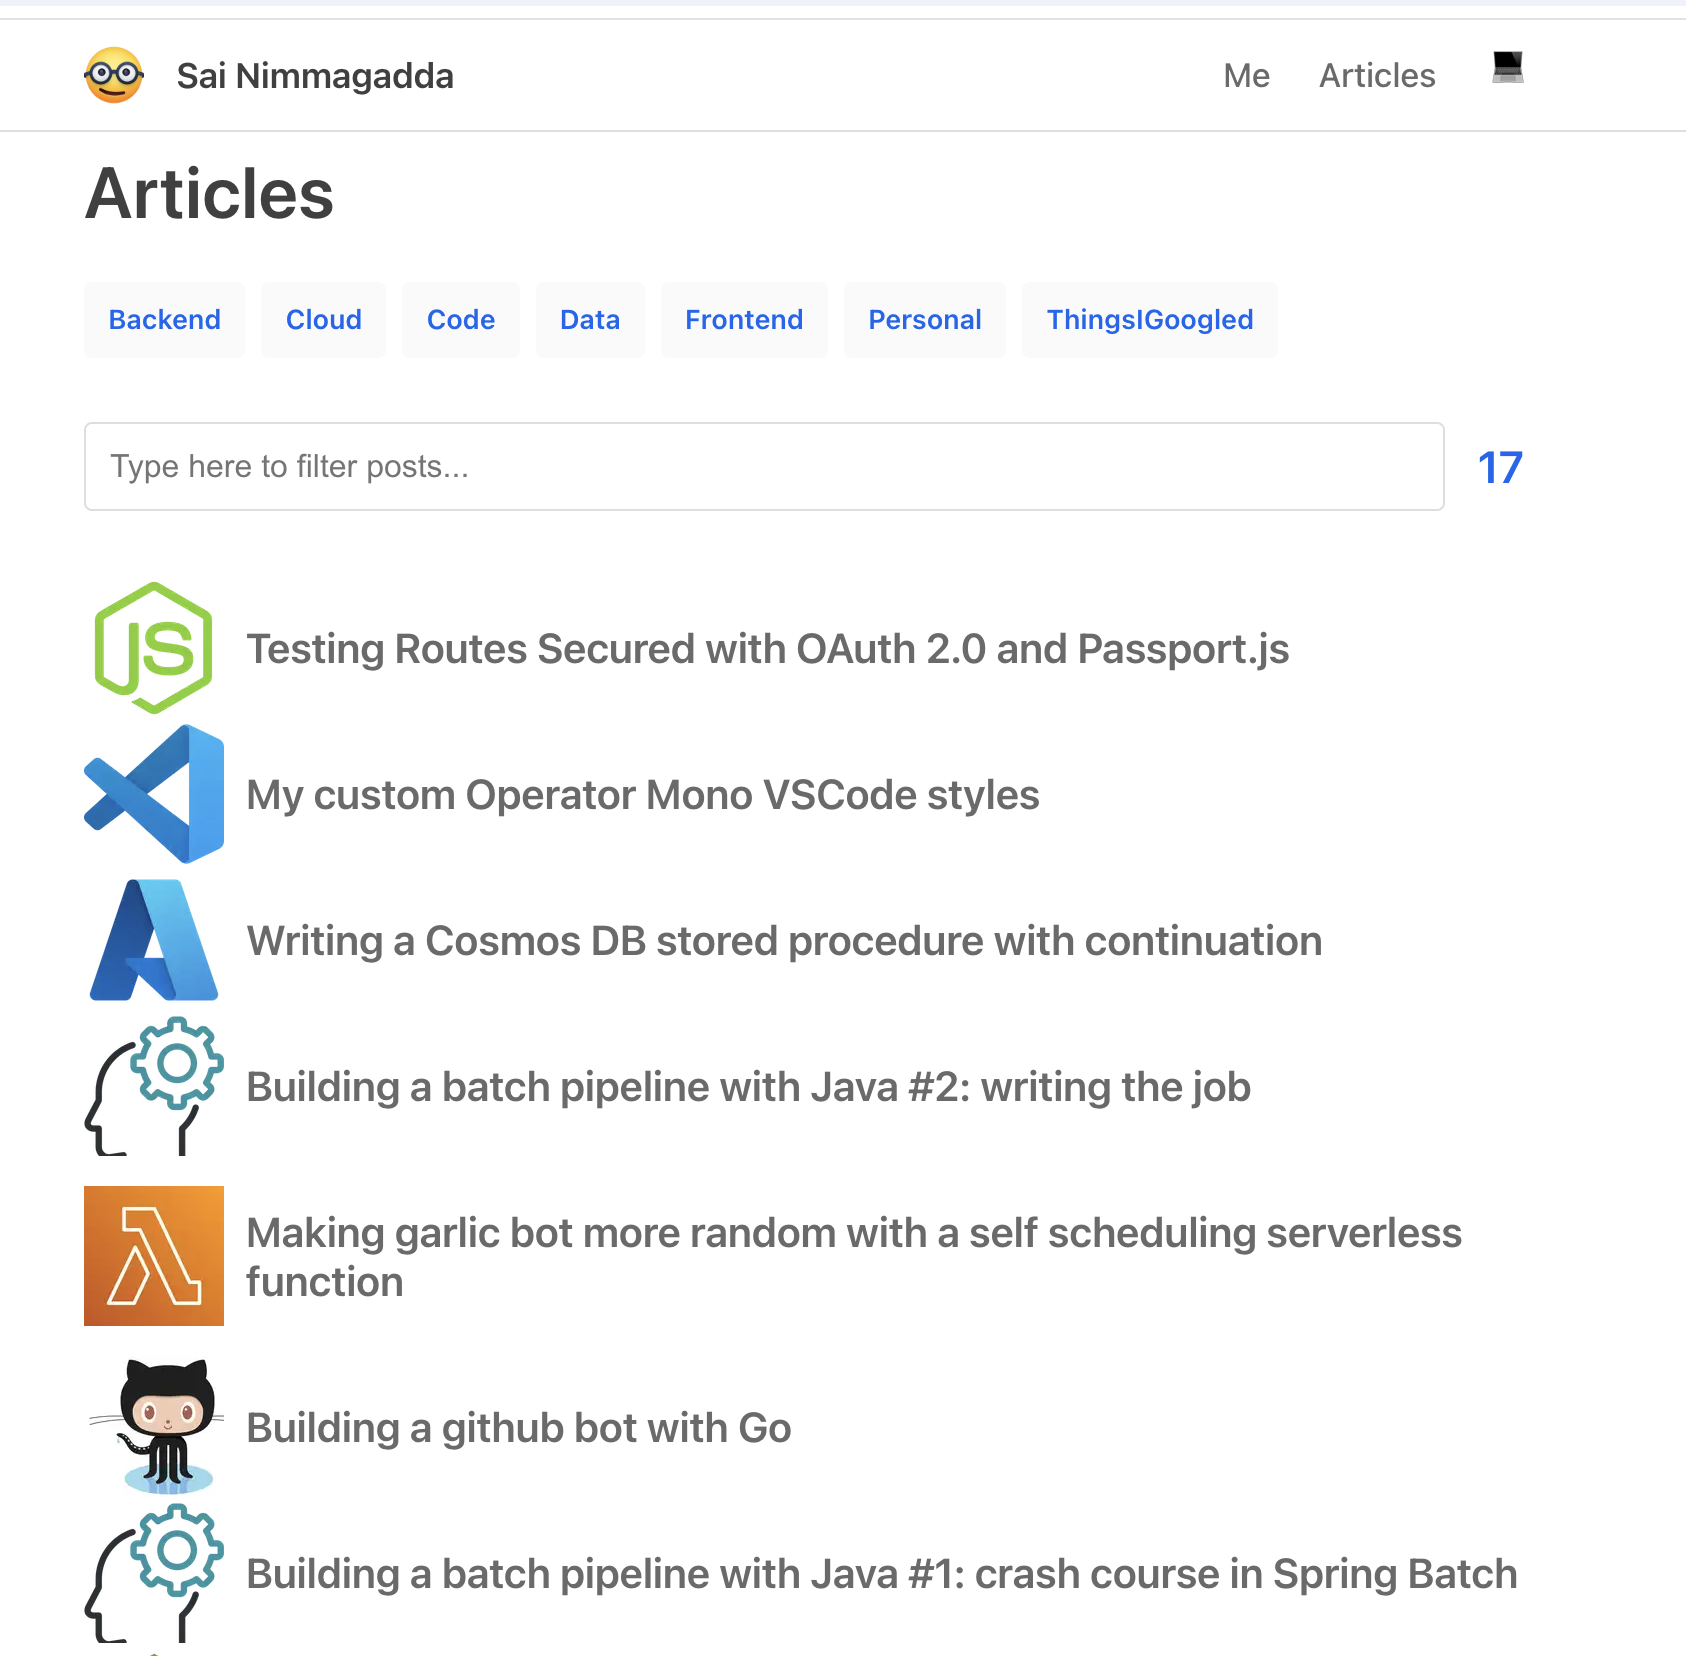 Sai Nimmagadda
Me
Articles
Articles
Backend
Cloud
Code
Data
Frontend
Personal
ThingsIGoogled
Type here to filter posts...
17
JS
Testing Routes Secured with OAuth 2.0 and Passport.js
My custom Operator Mono VSCode styles
Writing a Cosmos DB stored procedure with continuation
Building a batch pipeline with Java #2: writing the job
Making garlic bot more random with a self scheduling serverless
function
Building a github bot with Go
Building a batch pipeline with Java #1: crash course in Spring Batch